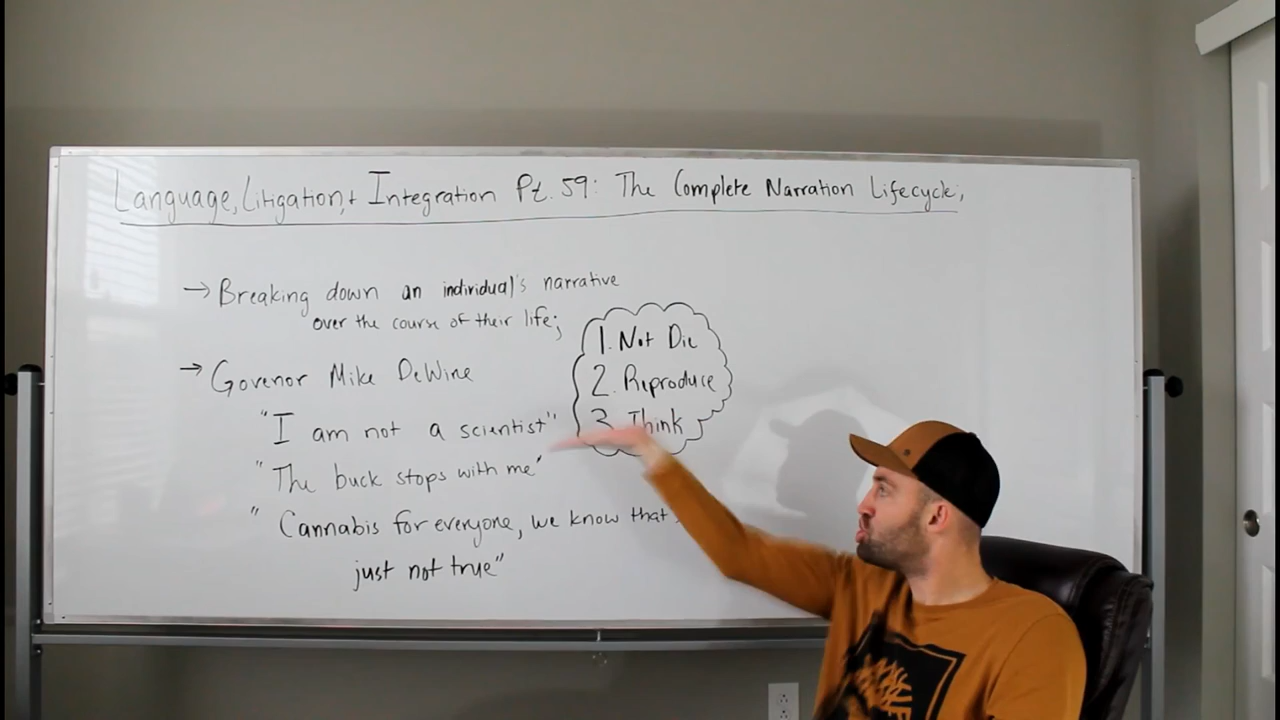 Language, Litigation, + Integration Pt. 59: The Complete Narration Lifecycle;
→ Breaking down an individual's narrative
over the course of their life;
1. Not Die
2. Reproduce
3. Think
→ Govenor Mike DeWine
"I am not a scientist"
"The buck stops with me"
"Cannabis for everyone, we know that
just not true"